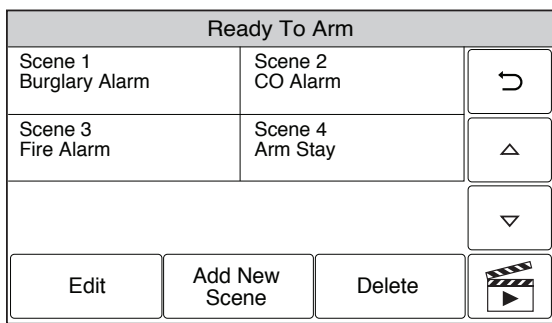 Ready To Arm
Scene 1
Burglary Alarm
Scene 2
CO Alarm
Scene 3
Fire Alarm
Scene 4
Arm Stay
Edit
Add New
Scene
Delete